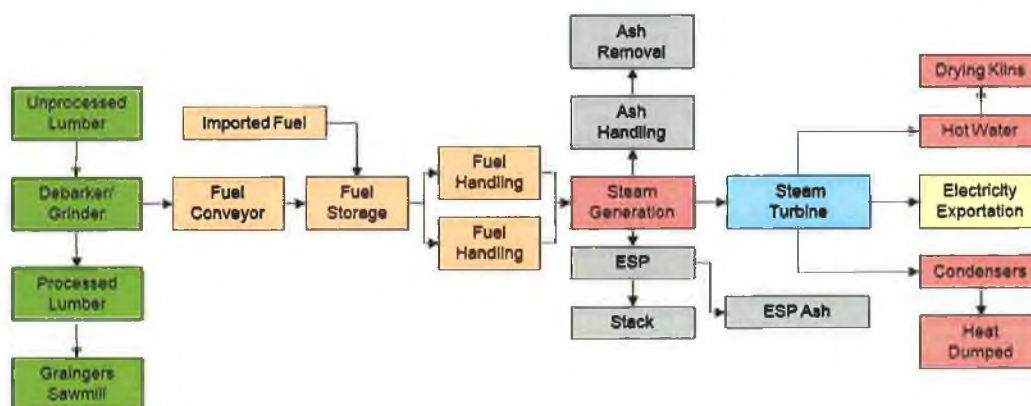 Unprocessed
Lumber
Debarker/
Grinder
Processed
Lumber
Graingers
Sawmill
Imported Fuel
Fuel
Conveyor
Fuel
Storage
Fuel
Handling
Fuel
Handling
Ash
Removal
Ash
Handling
Steam
Generation
ESP
Stack
ESP Ash
Steam
Turbine
Drying Kilns
Hot Water
Electricity
Exportation
Condensers
Heat
Dumped